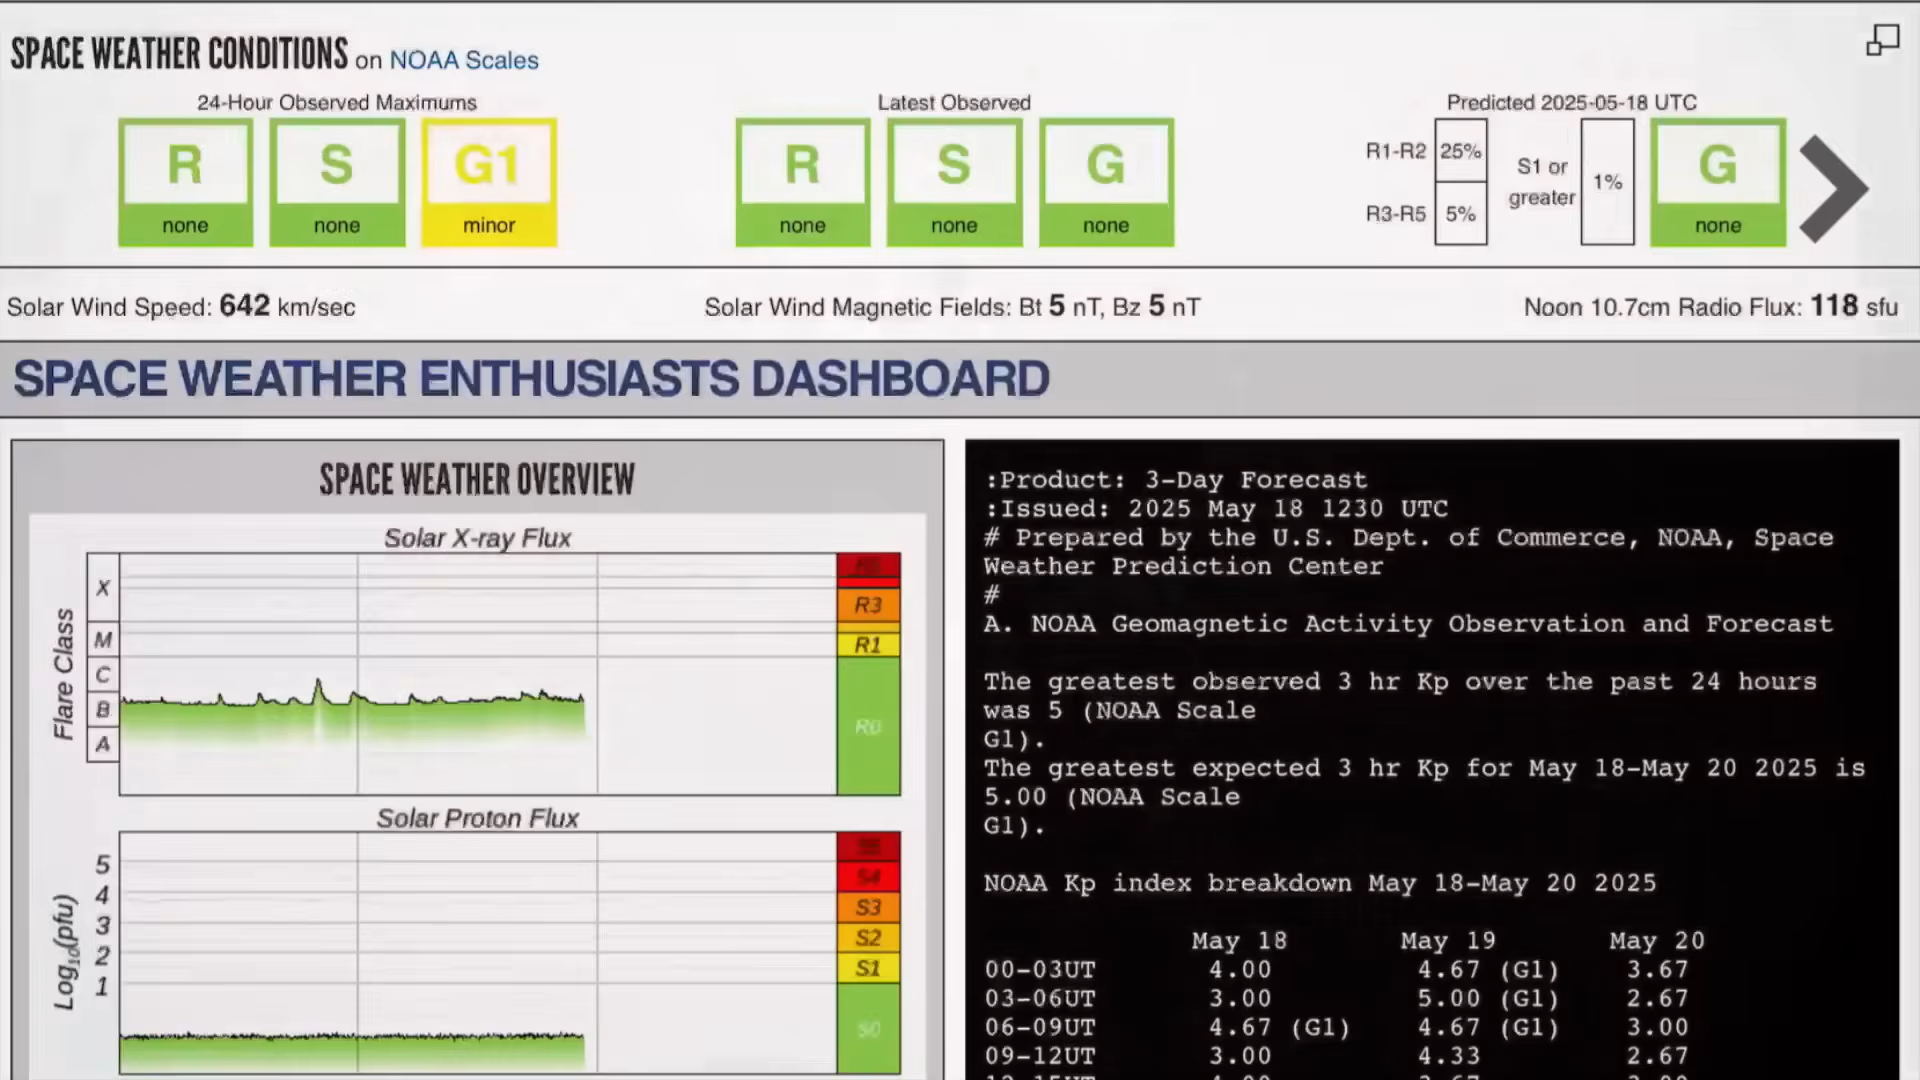 SPACE WEATHER CONDITIONS on NOAA Scales
24-Hour Observed Maximums
R
none
S
none
G1
minor
Latest Observed
R
none
S
none
G
none
Predicted 2025-05-18 UTC
R1-R2 25%
R3-R5 5%
S1 or
greater
1%
G
none
Solar Wind Speed: 642 km/sec
Solar Wind Magnetic Fields: Bt 5 nT, Bz 5 nT
Noon 10.7cm Radio Flux: 118 sfu
SPACE WEATHER ENTHUSIASTS DASHBOARD
SPACE WEATHER OVERVIEW
Solar X-ray Flux
Flare Class
X
M
C
B
A
R3
R1
R0
Solar Proton Flux
Log10(pfu)
5
4
3
2
1
S4
S3
S2
S1
S0
:Product: 3-Day Forecast
:Issued: 2025 May 18 1230 UTC
# Prepared by the U.S. Dept. of Commerce, NOAA, Space
Weather Prediction Center
#
A. NOAA Geomagnetic Activity Observation and Forecast
The greatest observed 3 hr Kp over the past 24 hours
was 5 (NOAA Scale
G1).
The greatest expected 3 hr Kp for May 18-May 20 2025 is
5.00 (NOAA Scale
G1).
NOAA Kp index breakdown May 18-May 20 2025
May 18 May 19 May 20
00-03UT 4.00 4.67 (G1) 3.67
03-06UT 3.00 5.00 (G1) 2.67
06-09UT 4.67 (G1) 4.67 (G1) 3.00
09-12UT 3.00 4.33 2.67